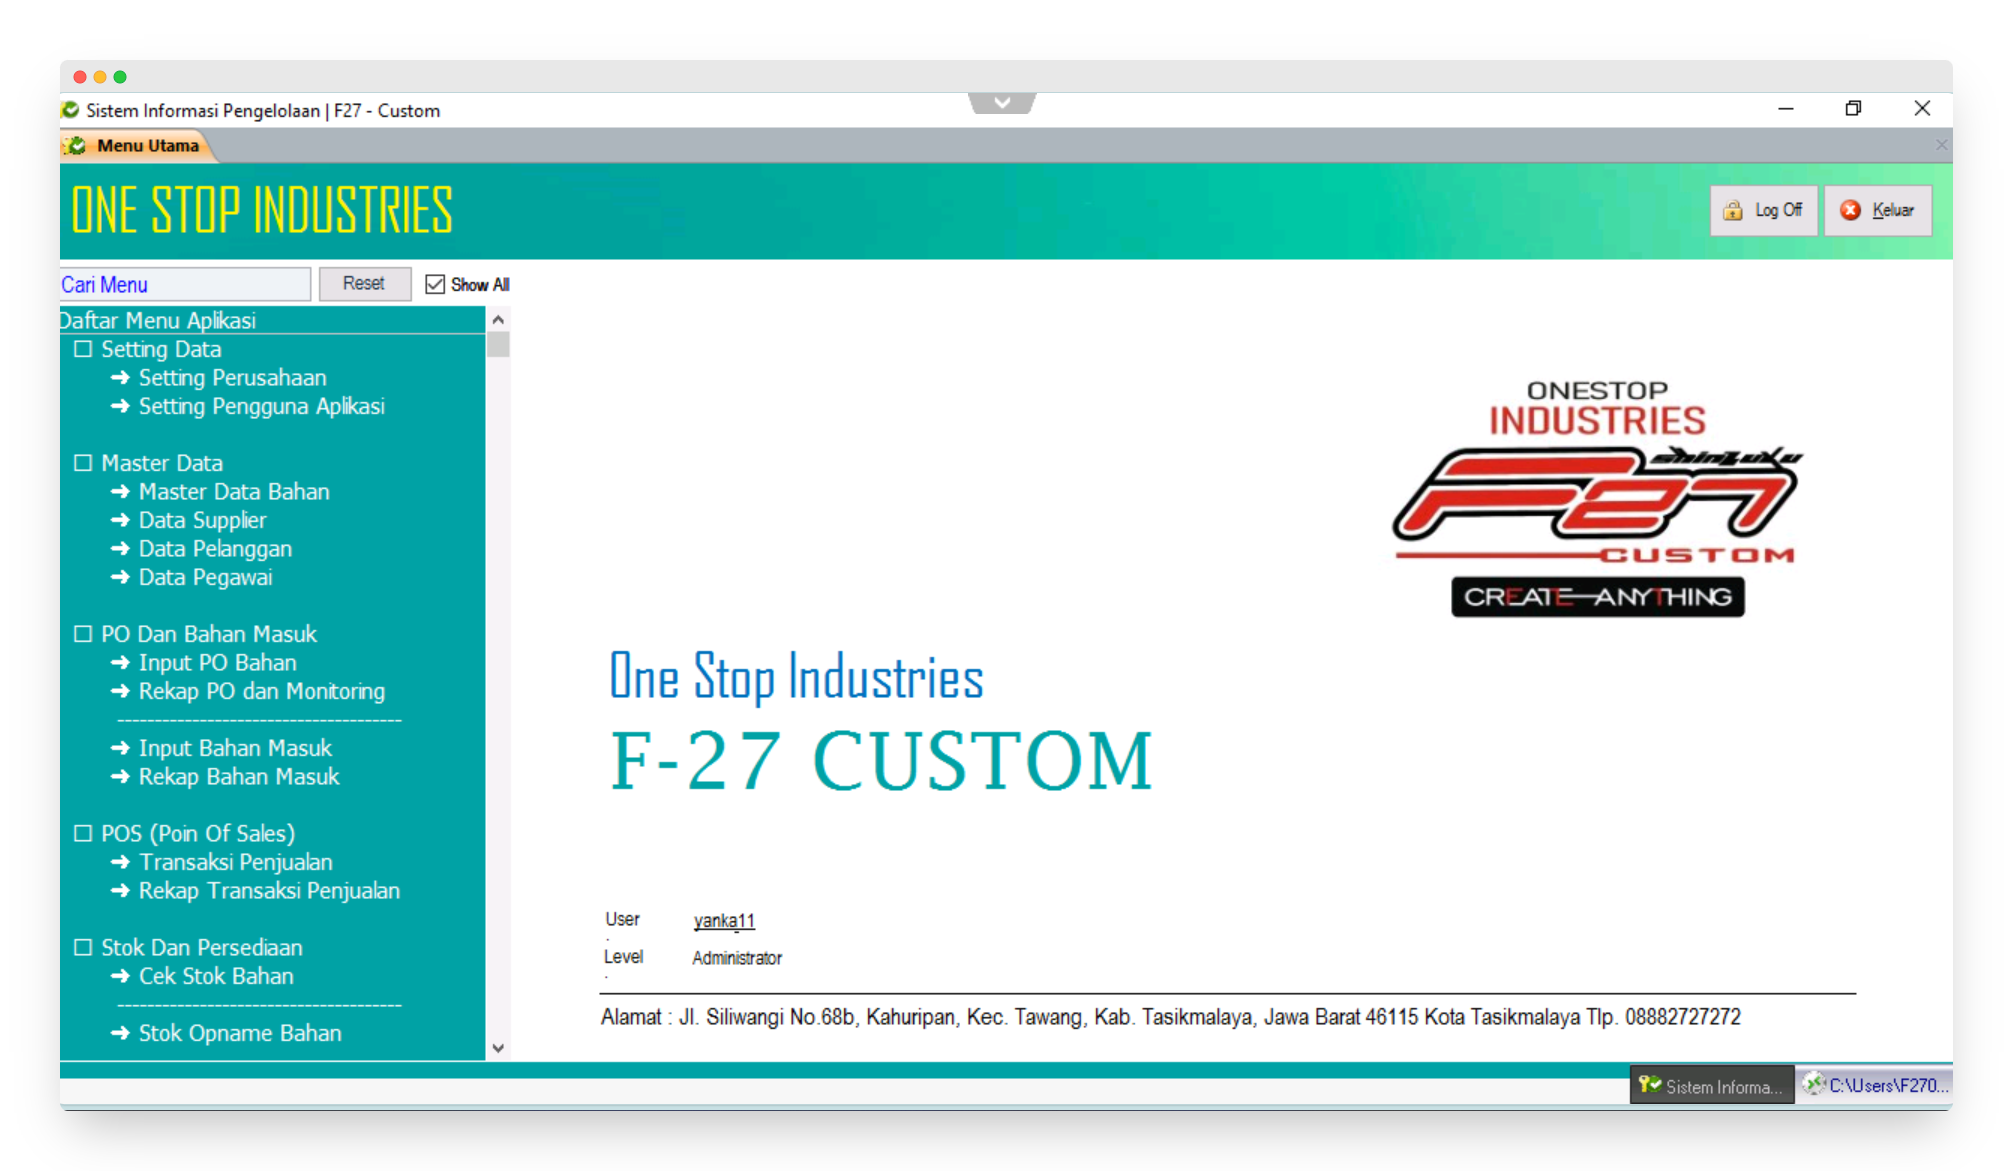 Sistem Informasi Pengelolaan | F27 - Custom
Menu Utama
ONE STOP INDUSTRIES
Log Off
Keluar
Cari Menu
Reset
Show All
Daftar Menu Aplikasi
Setting Data
Setting Perusahaan
Setting Pengguna Aplikasi
Master Data
Master Data Bahan
Data Supplier
Data Pelanggan
Data Pegawai
PO Dan Bahan Masuk
Input PO Bahan
Rekap PO dan Monitoring
--------------------------------------
Input Bahan Masuk
Rekap Bahan Masuk
POS (Poin Of Sales)
Transaksi Penjualan
Rekap Transaksi Penjualan
Stok Dan Persediaan
Cek Stok Bahan
--------------------------------------
Stok Opname Bahan
ONESTOP
INDUSTRIES
shinzuku
F27
CUSTOM
CREATE ANYTHING
One Stop Industries
F-27 CUSTOM
User
yanka11
Level
Administrator
Alamat : Jl. Siliwangi No.68b, Kahuripan, Kec. Tawang, Kab. Tasikmalaya, Jawa Barat 46115 Kota Tasikmalaya Tlp. 08882727272
Sistem Informa...
C:\Users\F270...